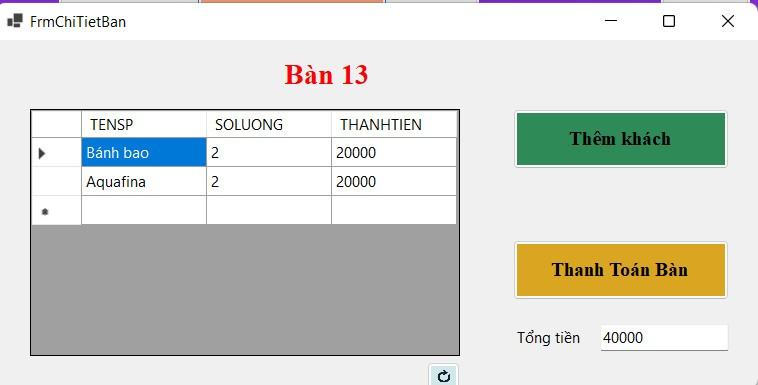 FrmChiTietBan
Bàn 13
TENSP SOLUONG THANHTIEN
Bánh bao 2 20000
Aquafina 2 20000
Thêm khách
Thanh Toán Bàn
Tổng tiền 40000